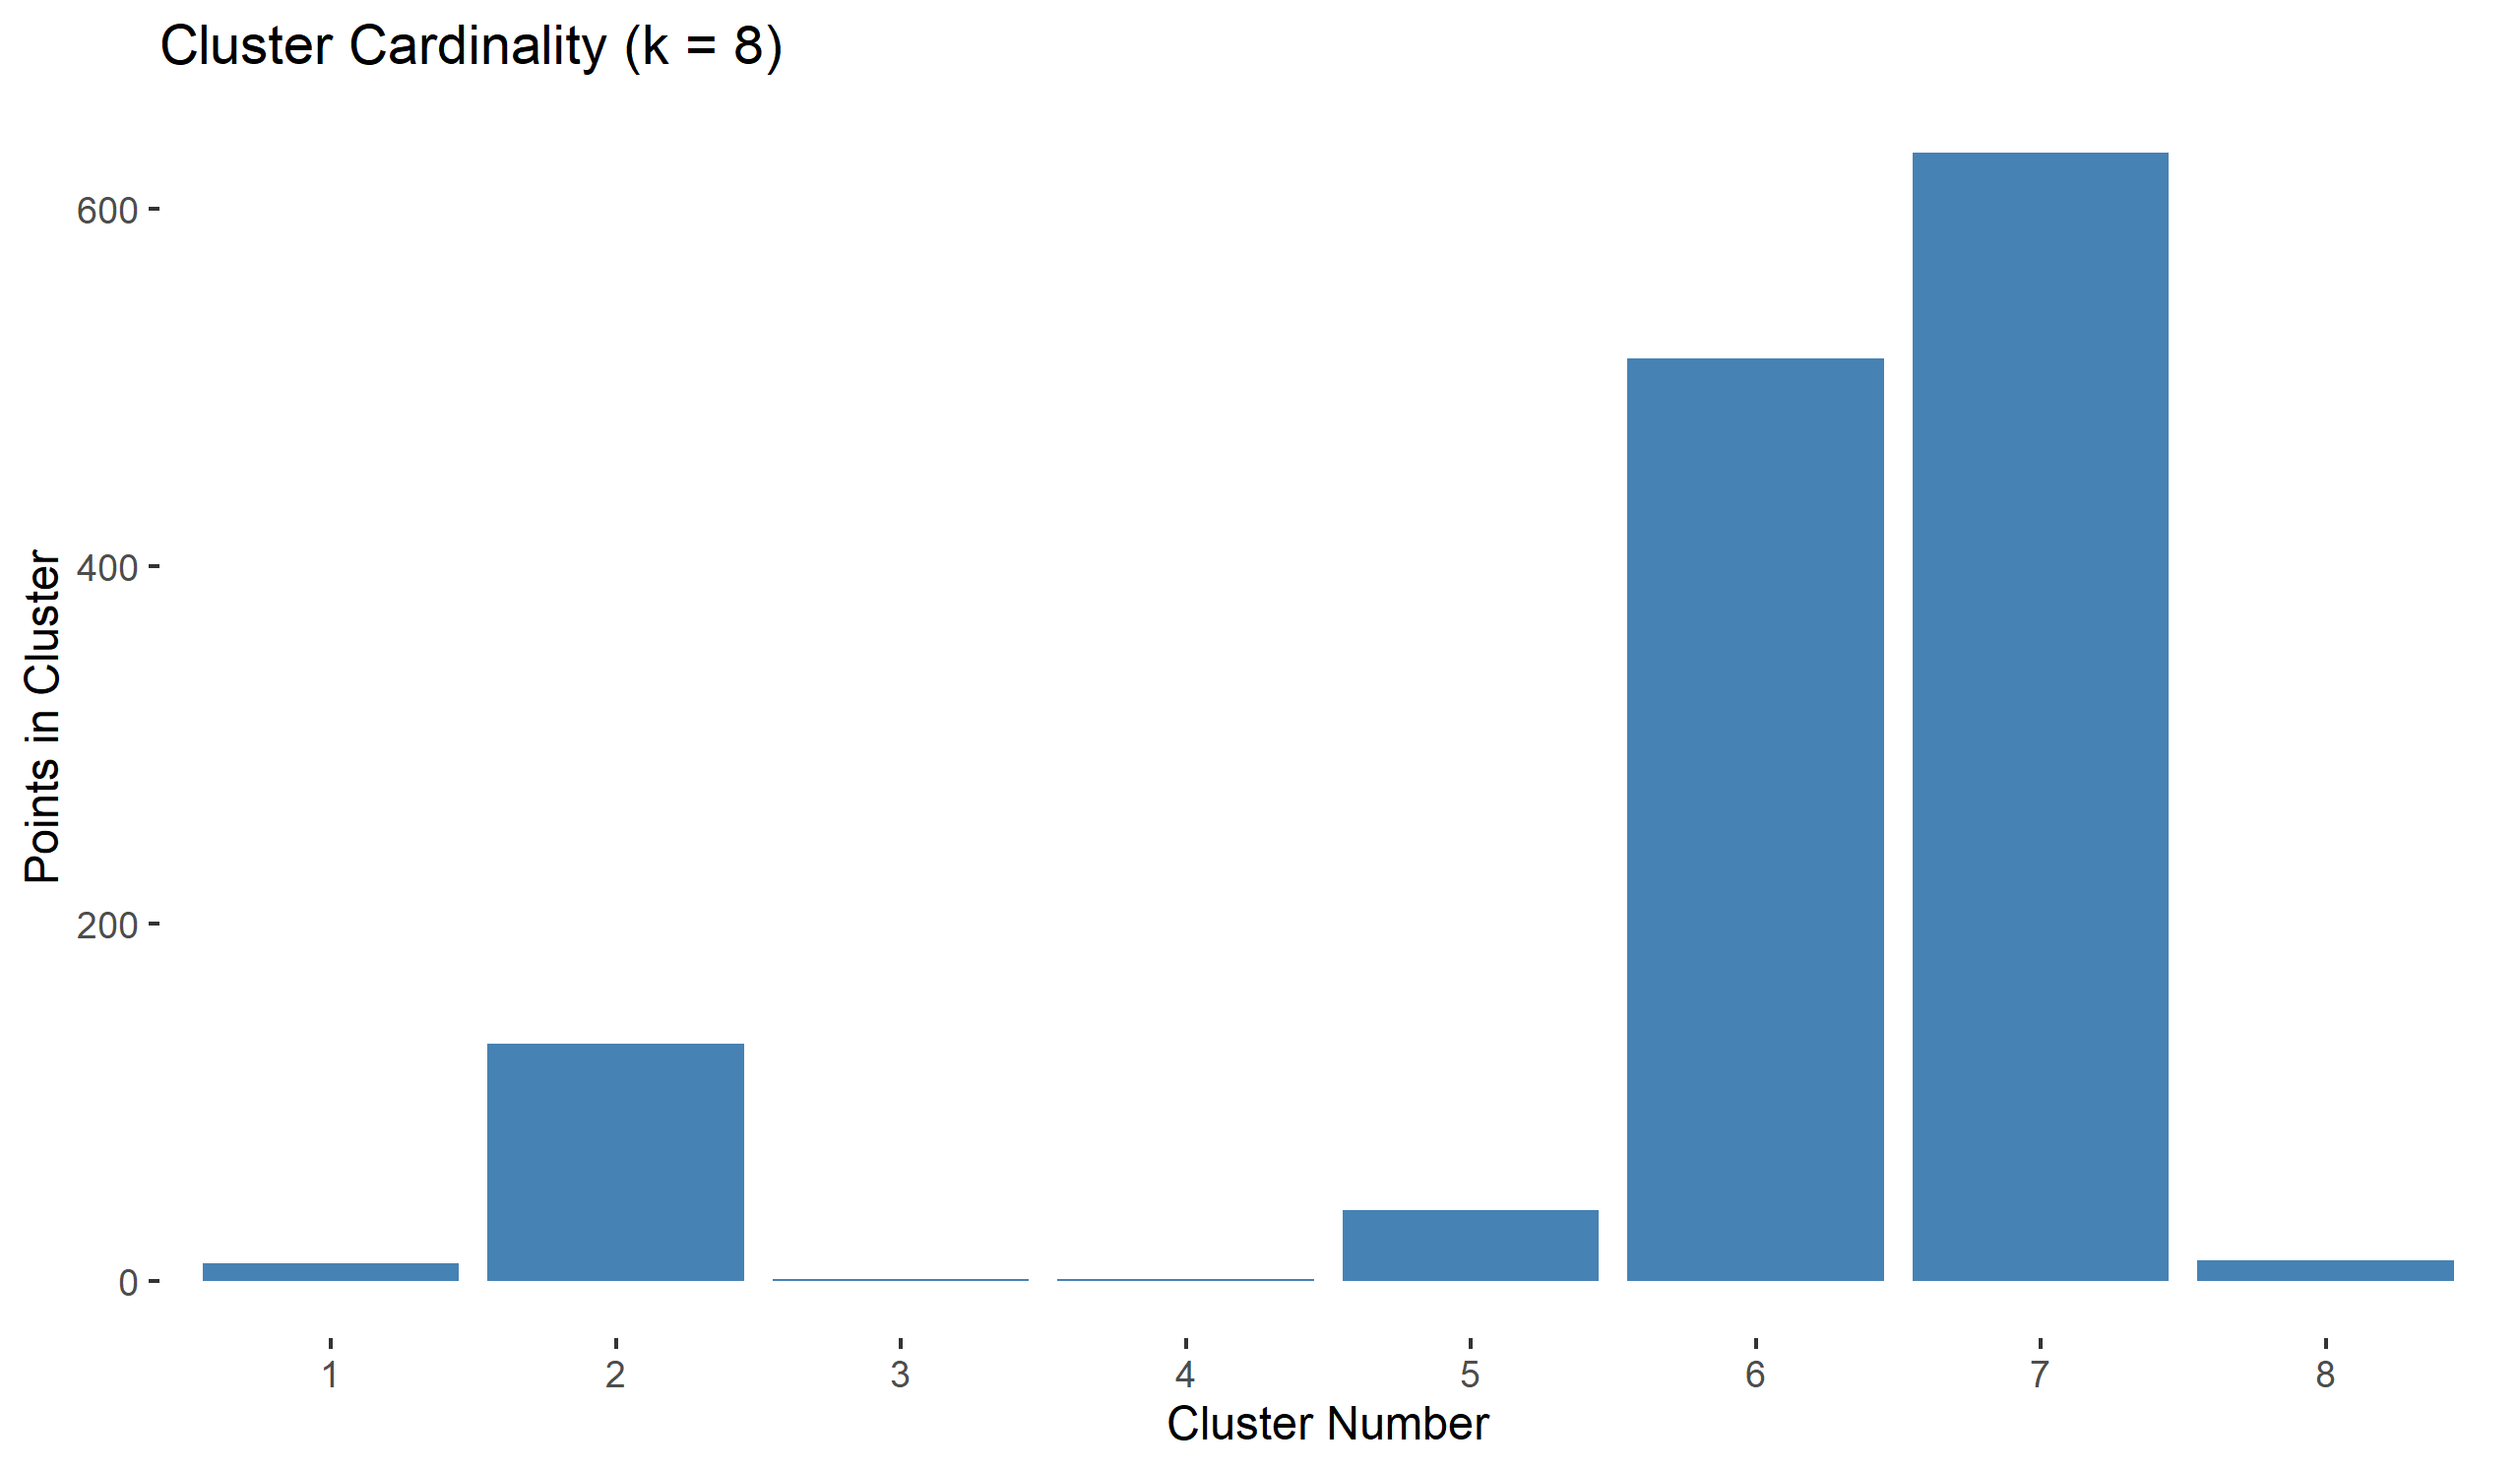 Cluster Cardinality (k = 8)
Points in Cluster
600
400
200
0
1 2 3 4 5 6 7 8
Cluster Number